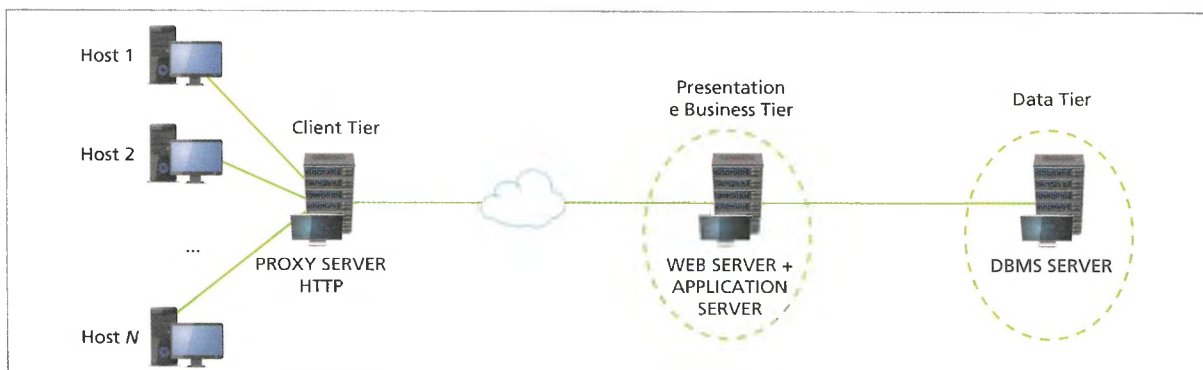 Host 1
Host 2
...
Host N
Client Tier
PROXY SERVER
HTTP
Presentation
e Business Tier
WEB SERVER +
APPLICATION
SERVER
Data Tier
DBMS SERVER